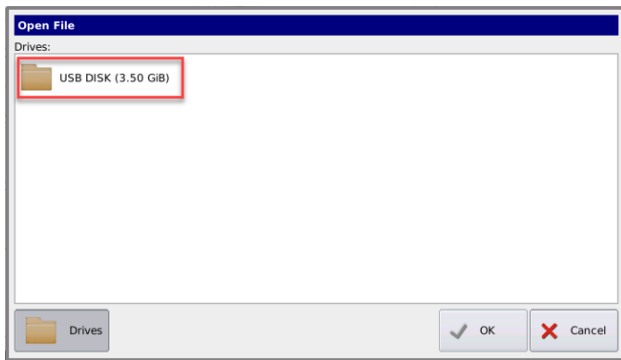 Open File
Drives:
USB DISK (3.50 GiB)
Drives
OK
Cancel